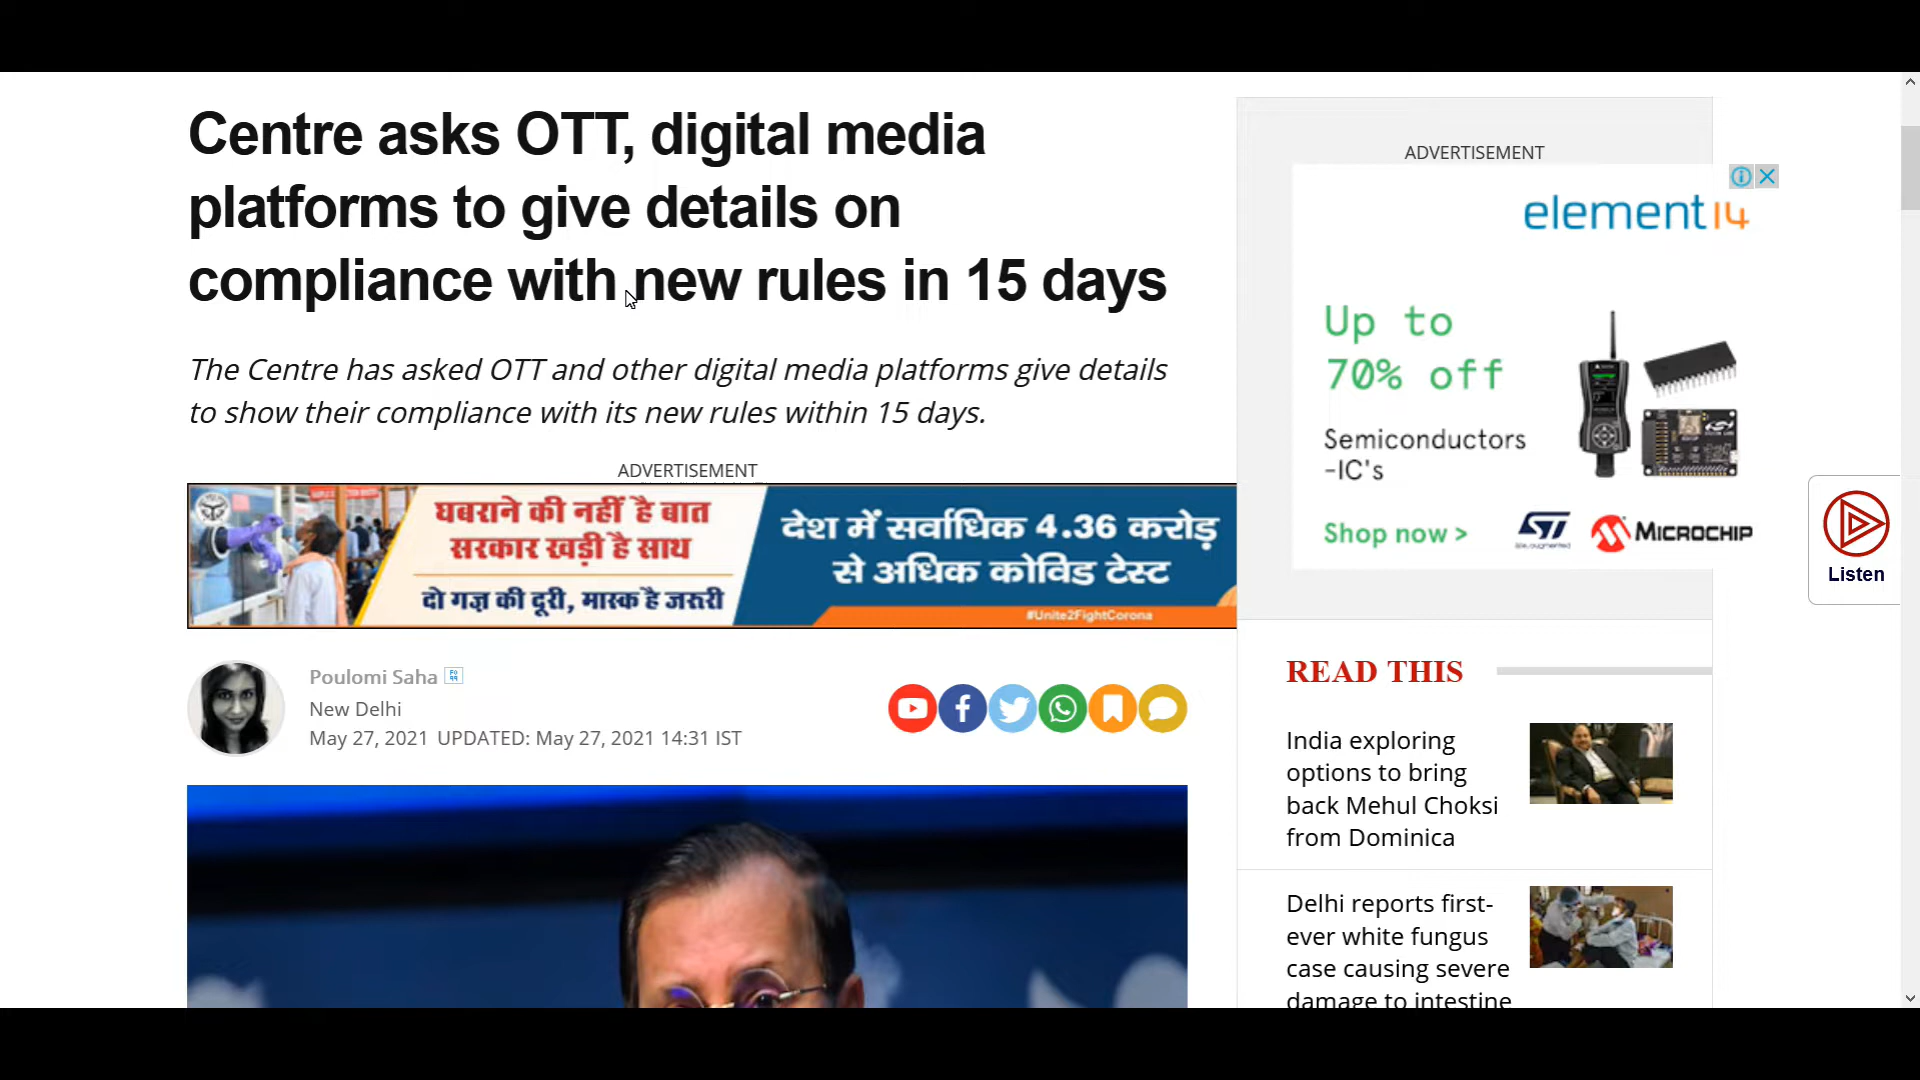 Centre asks OTT, digital media
platforms to give details on
compliance with new rules in 15 days
The Centre has asked OTT and other digital media platforms give details
to show their compliance with its new rules within 15 days.
ADVERTISEMENT
घबराने की नहीं है बात
सरकार खड़ी है साथ
दो गज़ की दूरी, मास्क है जरूरी
देश में सर्वाधिक 4.36 करोड़
से अधिक कोविड टेस्ट
#Unite2FightCorona
Poulomi Saha
New Delhi
May 27, 2021 UPDATED: May 27, 2021 14:31 IST
ADVERTISEMENT
element14
Up to
70% off
Semiconductors
-IC's
Shop now >
ST
MICROCHIP
Listen
READ THIS
India exploring
options to bring
back Mehul Choksi
from Dominica
Delhi reports first-
ever white fungus
case causing severe
damage to intestine